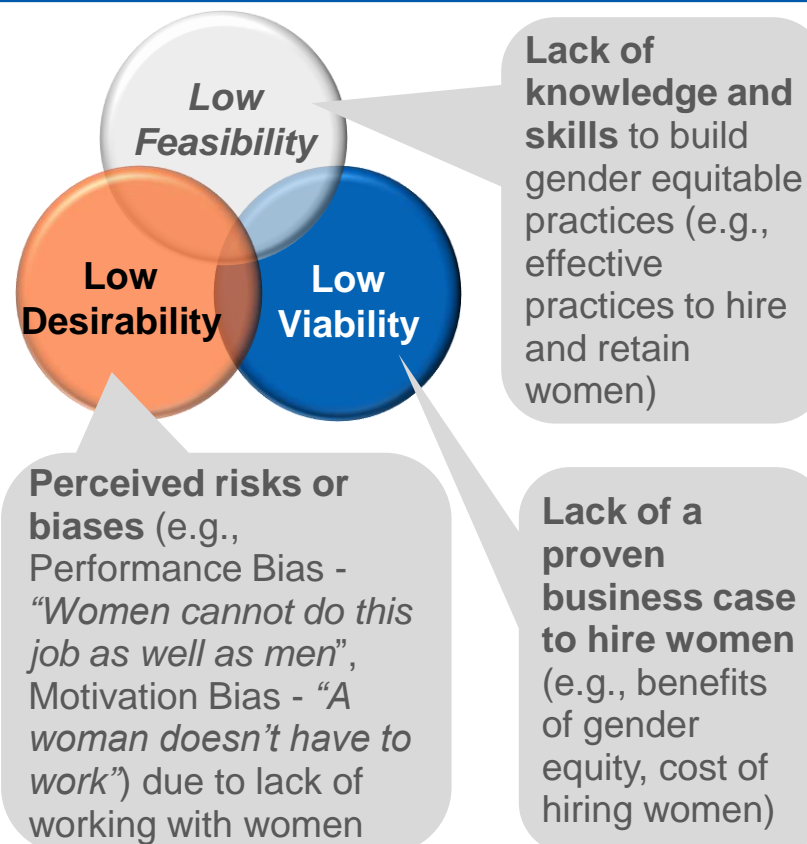 Low
Feasibility
Lack of
knowledge and
skills to build
gender equitable
practices (e.g.,
effective
practices to hire
and retain
women)
Low
Desirability
Low
Viability
Perceived risks or
biases (e.g.,
Performance Bias -
“Women cannot do this
job as well as men”,
Motivation Bias - “A
woman doesn’t have to
work”) due to lack of
working with women
Lack of a
proven
business case
to hire women
(e.g., benefits
of gender
equity, cost of
hiring women)